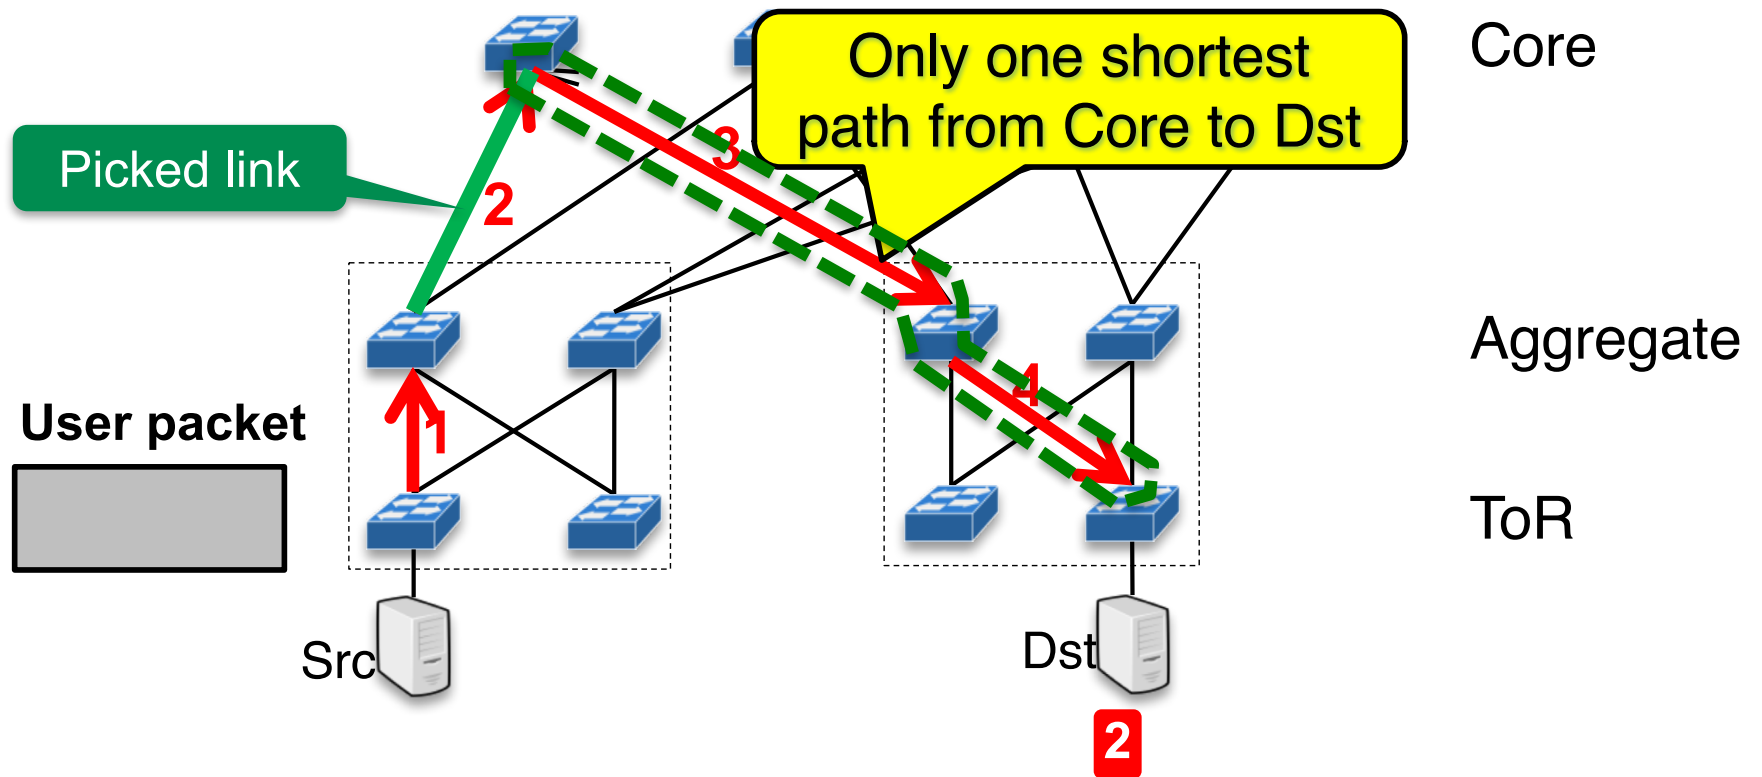 Core
Only one shortest
path from Core to Dst
3
Picked link
2
Aggregate
4
User packet
1
ToR
Src
Dst
2